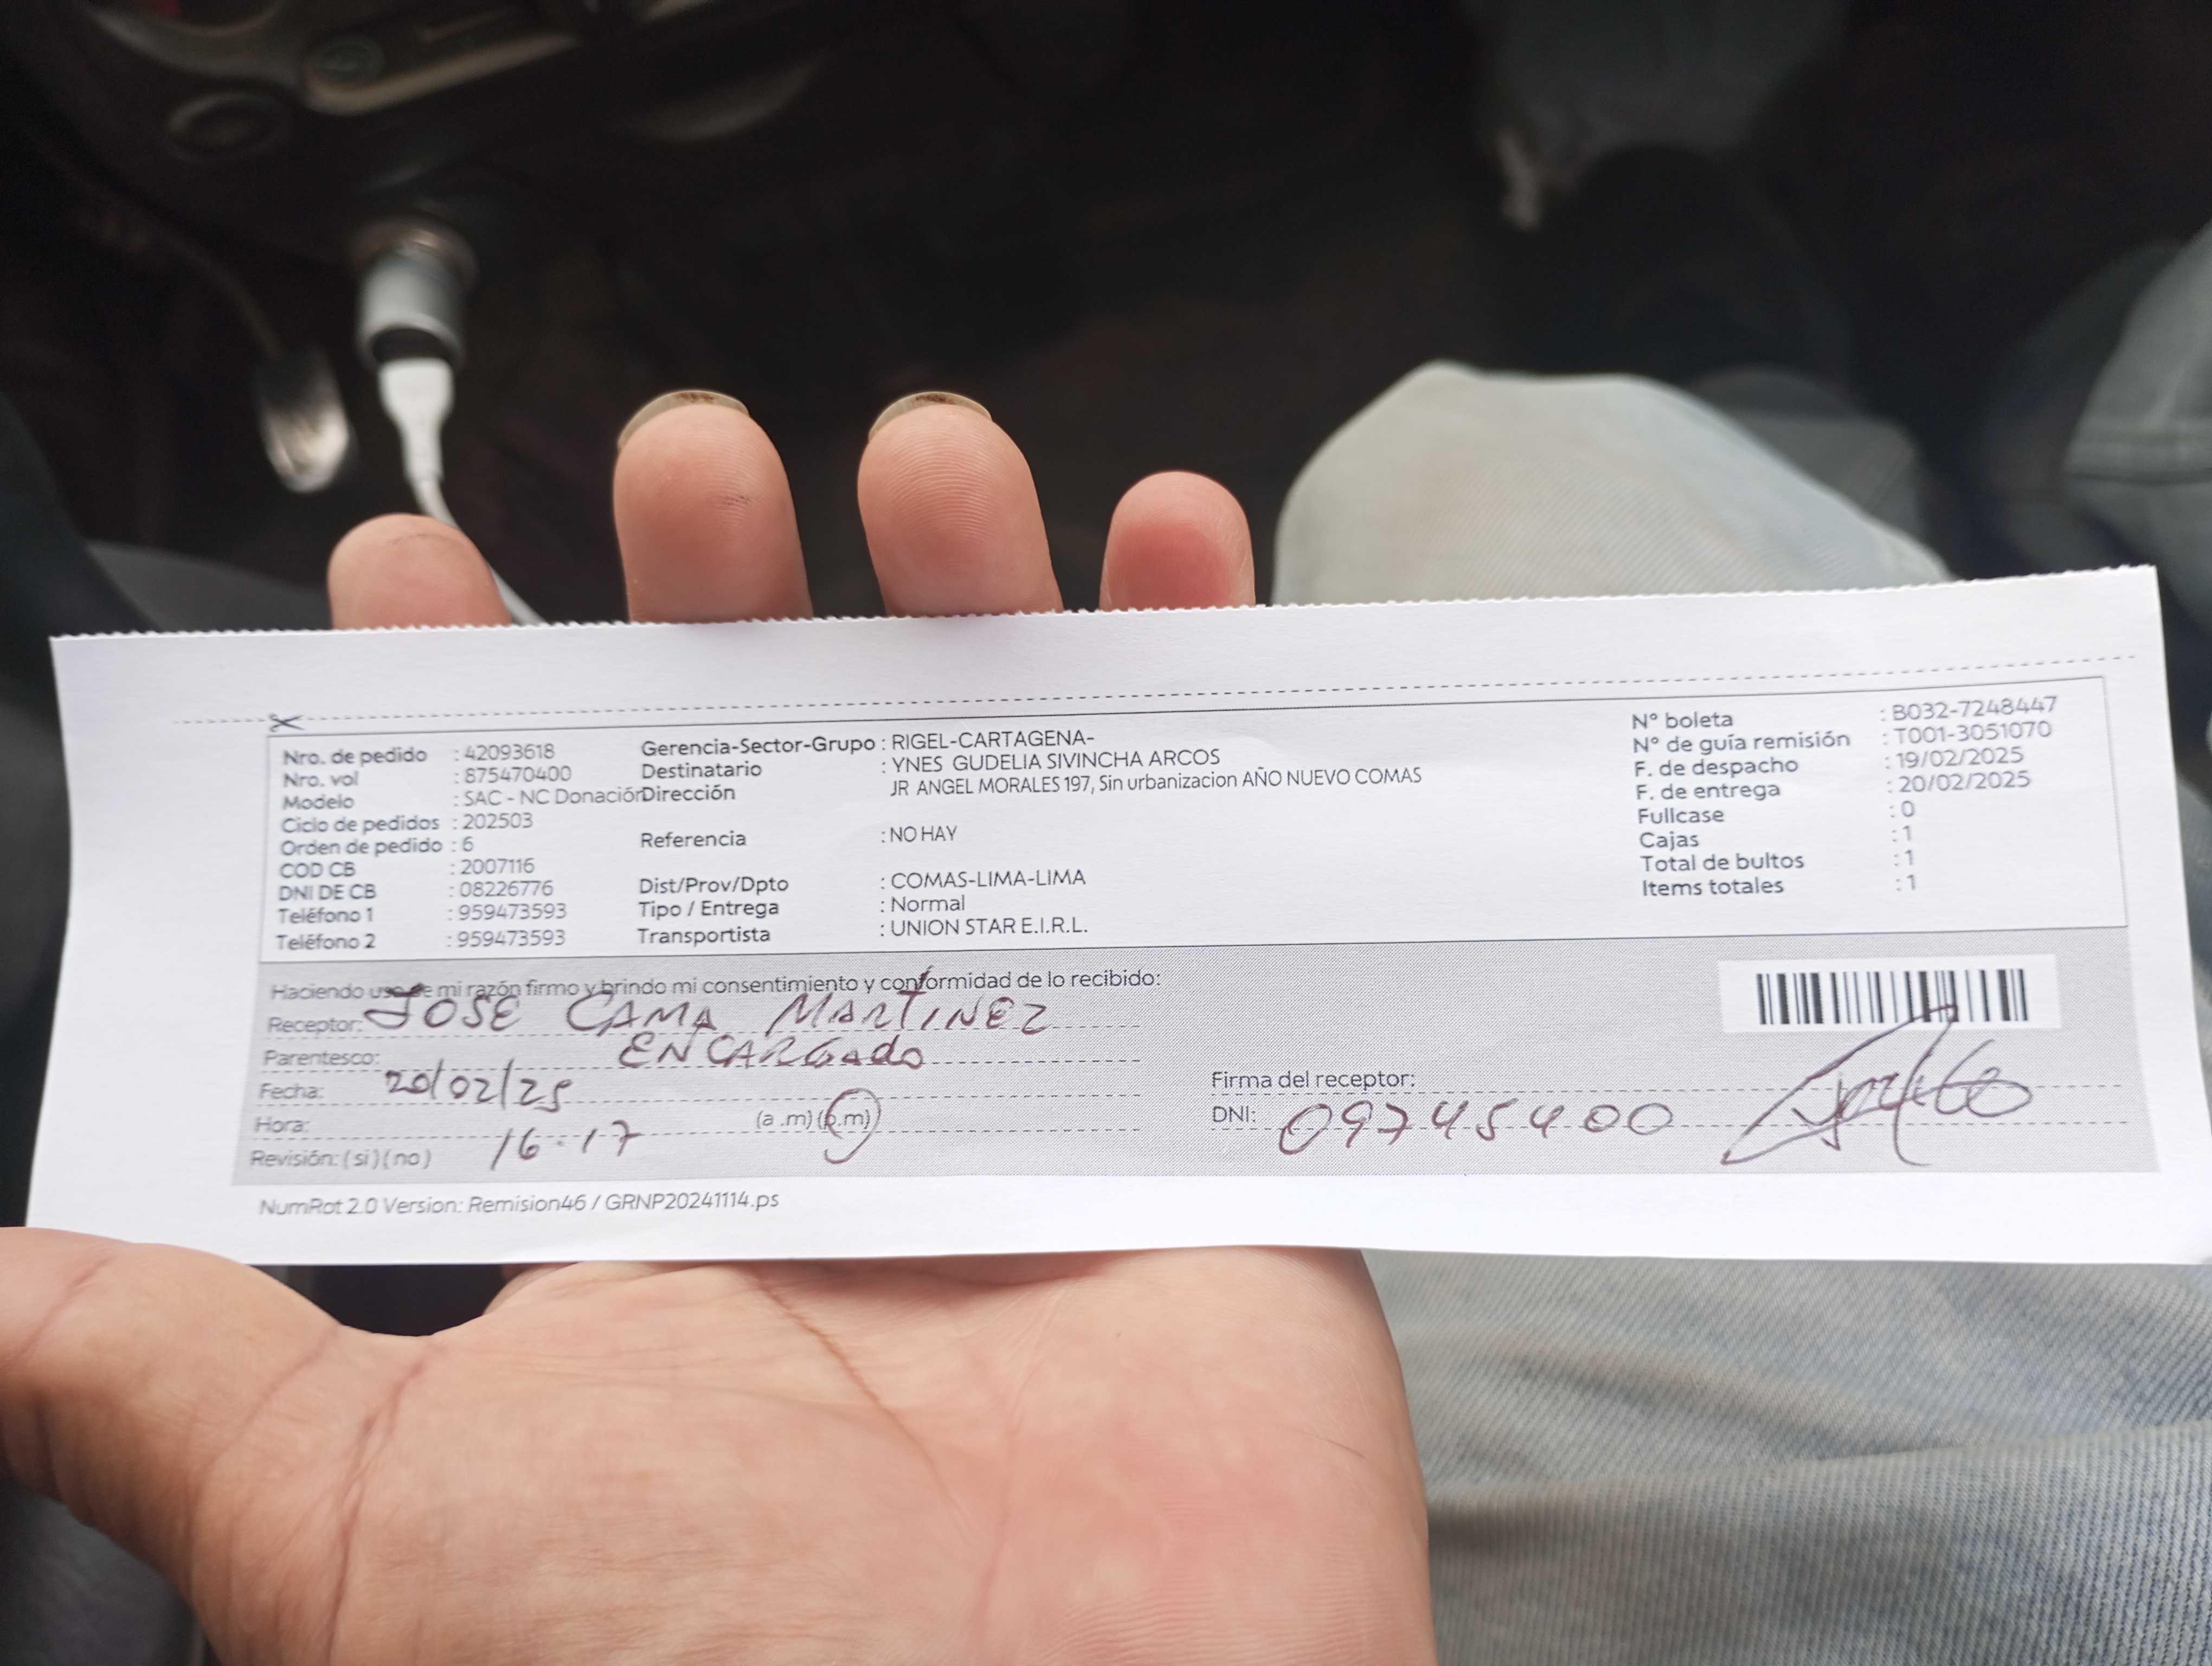 Nro. de pedido : 42093618
Nro. vol : 875470400
Modelo : SAC - NC Donación
Ciclo de pedidos : 202503
Orden de pedido : 6
COD CB : 2007116
DNI DE CB : 08226776
Teléfono 1 : 959473593
Teléfono 2 : 959473593
Gerencia-Sector-Grupo : RIGEL-CARTAGENA-
Destinatario : YNES GUDELIA SIVINCHA ARCOS
Dirección JR ANGEL MORALES 197, Sin urbanizacion AÑO NUEVO COMAS
Referencia : NO HAY
Dist/Prov/Dpto : COMAS-LIMA-LIMA
Tipo / Entrega : Normal
Transportista : UNION STAR E.I.R.L.
N° boleta : B032-7248447
N° de guía remisión : T001-3051070
F. de despacho : 19/02/2025
F. de entrega : 20/02/2025
Fullcase : 0
Cajas : 1
Total de bultos : 1
Items totales : 1
Haciendo uso de mi razón firmo y brindo mi consentimiento y conformidad de lo recibido:
Receptor: JOSE CAMA MARTINEZ
Parentesco: ENCARGADO
Fecha: 20/02/25
Hora: 16:17 (a .m) (p.m)
Revisión: (si) (no)
Firma del receptor:
DNI: 09745400
NumRot 2.0 Version: Remision46 / GRNP20241114.ps